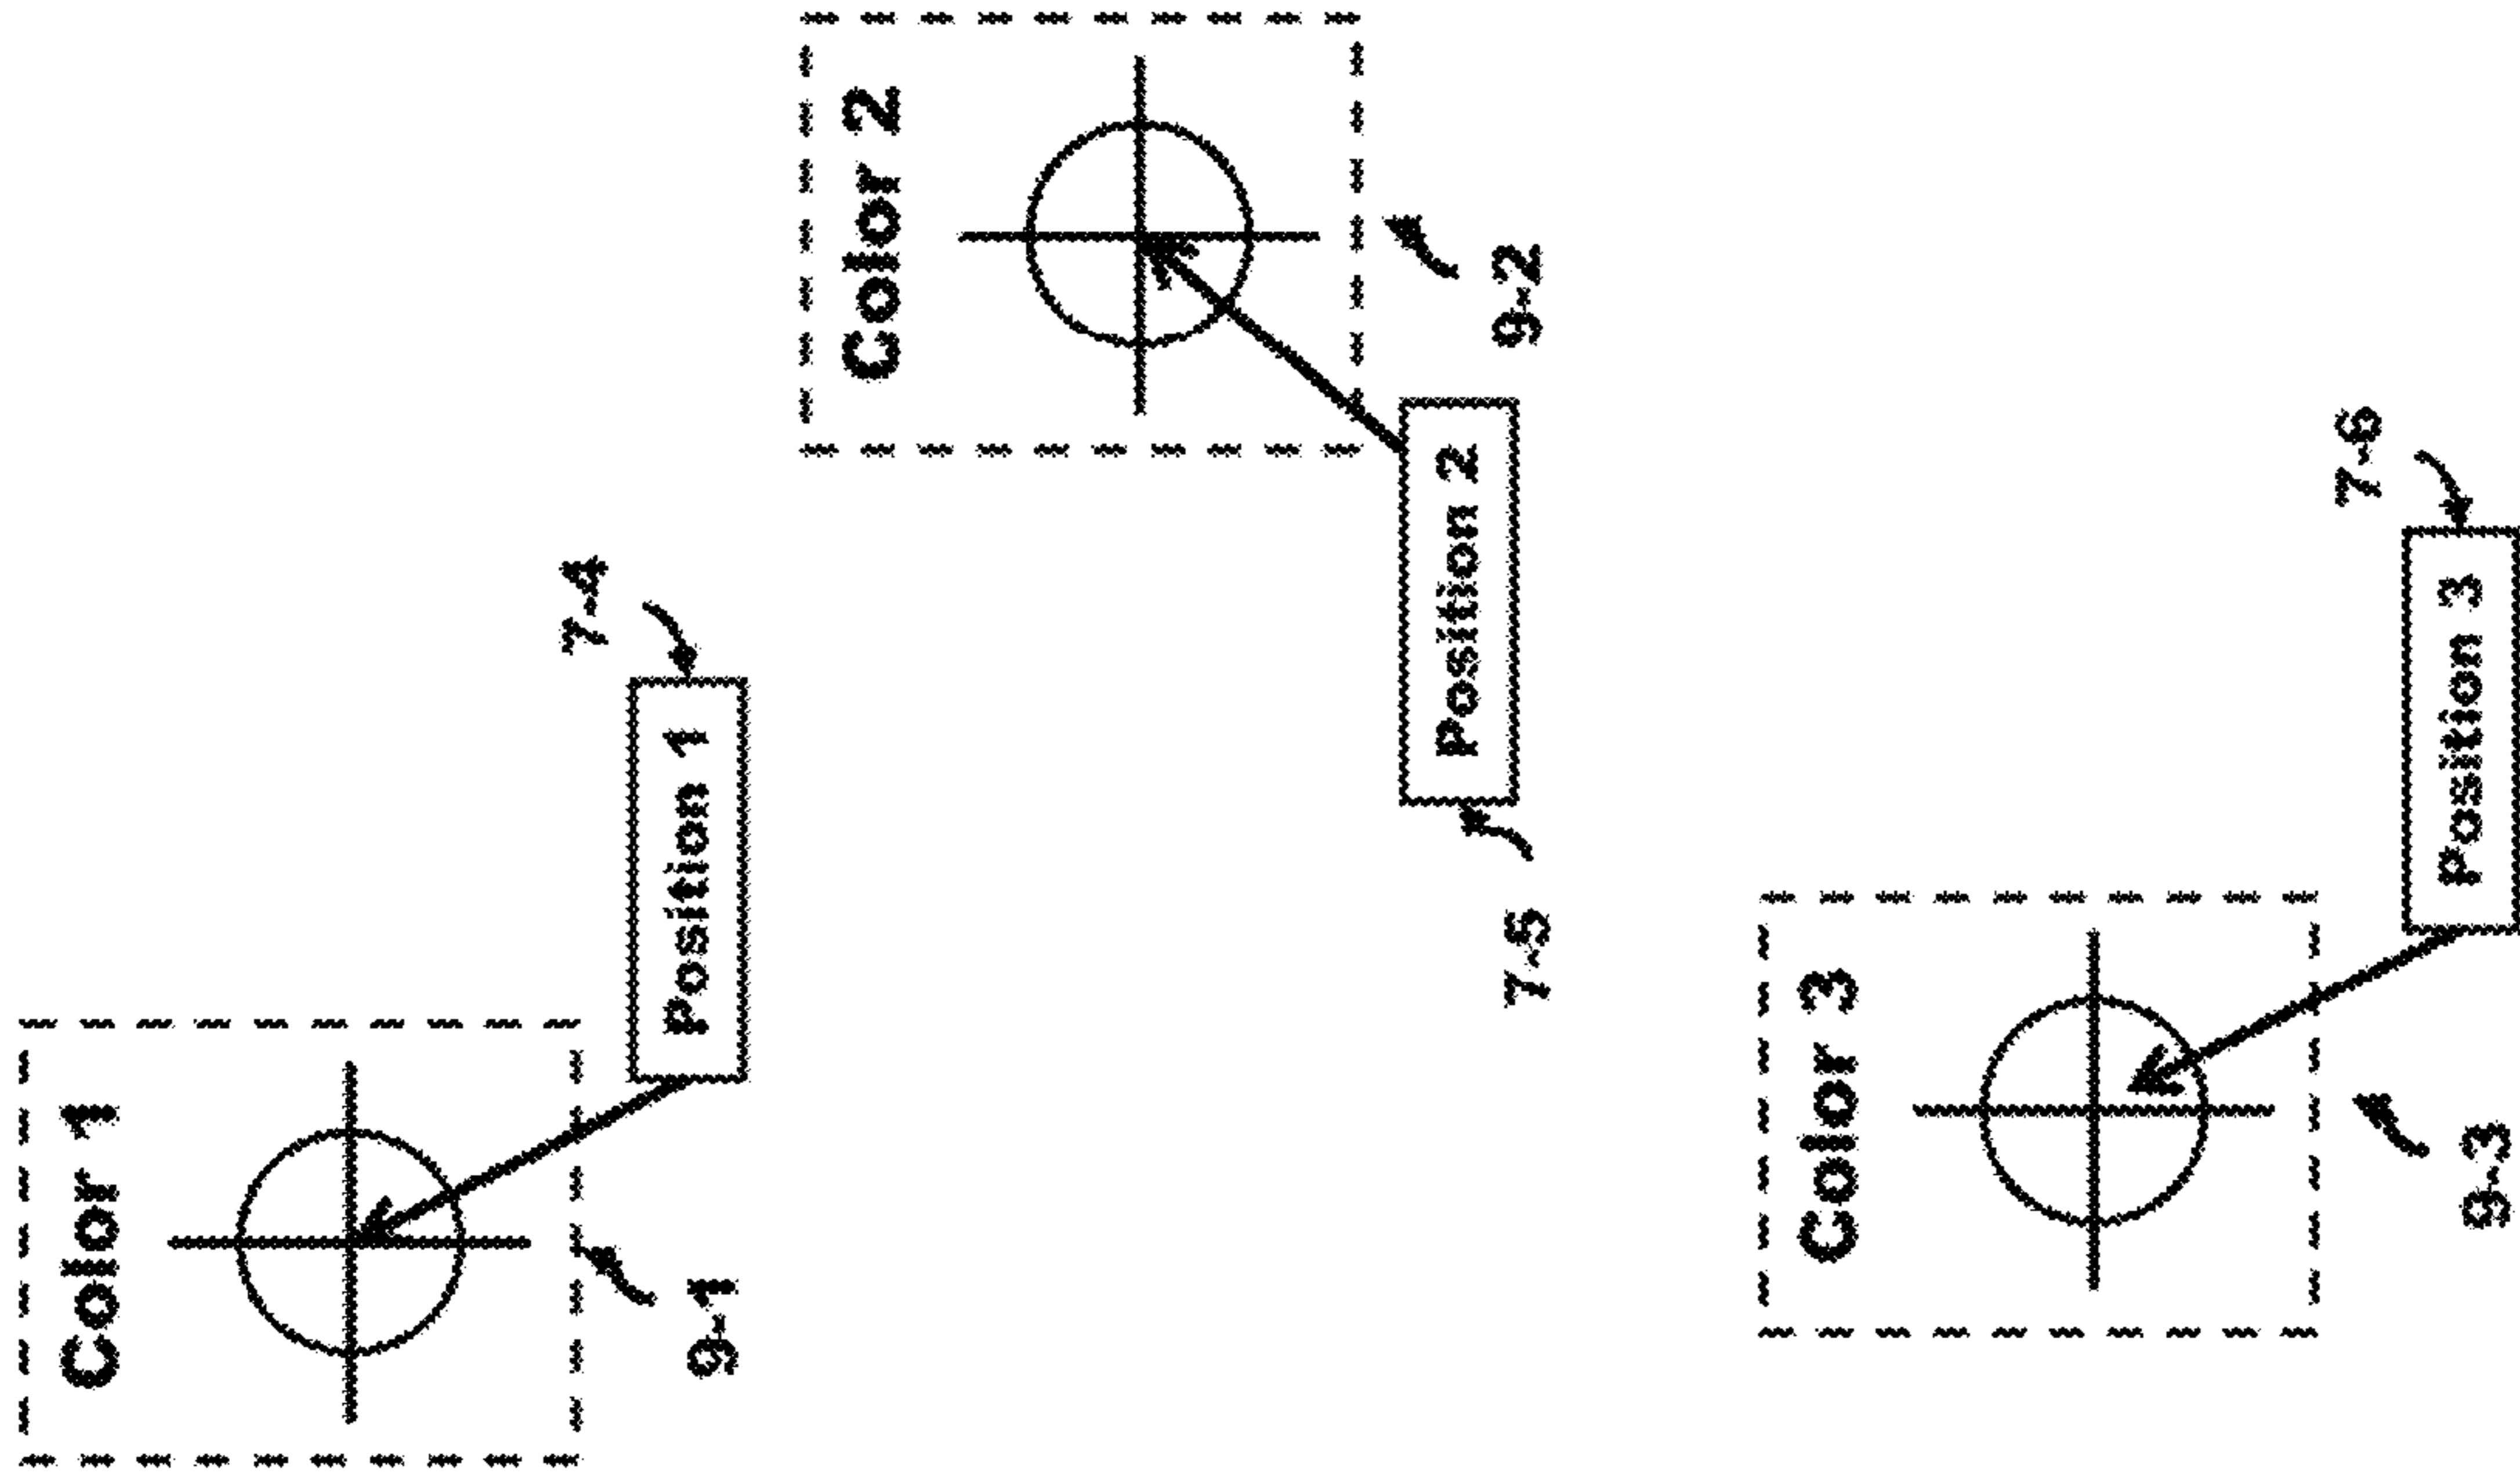 Color 1
9-1
Position 1
7-4
Color 2
9-2
Position 2
7-5
Color 3
9-3
Position 3
7-6